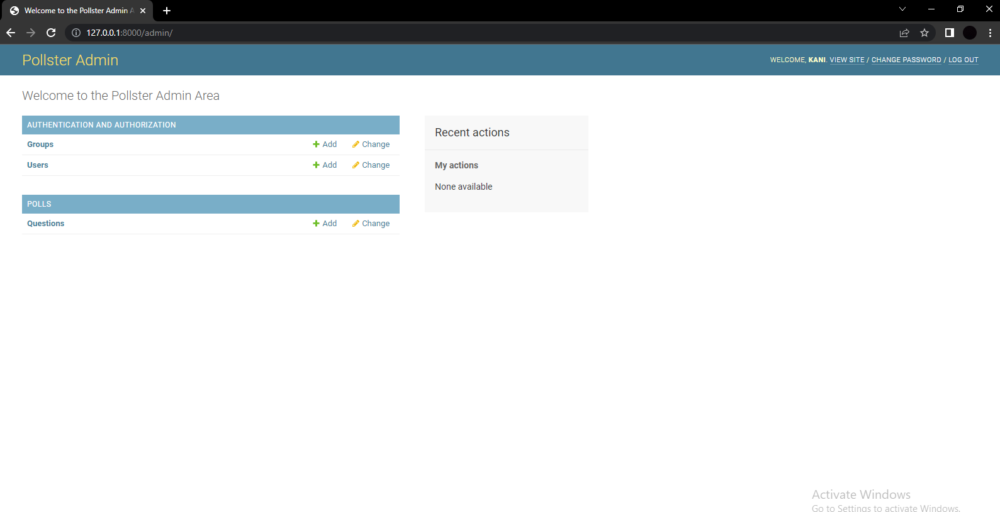 Welcome to the Pollster Admin A
127.0.0.1:8000/admin/
Pollster Admin
WELCOME, KANI. VIEW SITE / CHANGE PASSWORD / LOG OUT
Welcome to the Pollster Admin Area
AUTHENTICATION AND AUTHORIZATION
Groups Add Change
Users Add Change
POLLS
Questions Add Change
Recent actions
My actions
None available
Activate Windows
Go to Settings to activate Windows.